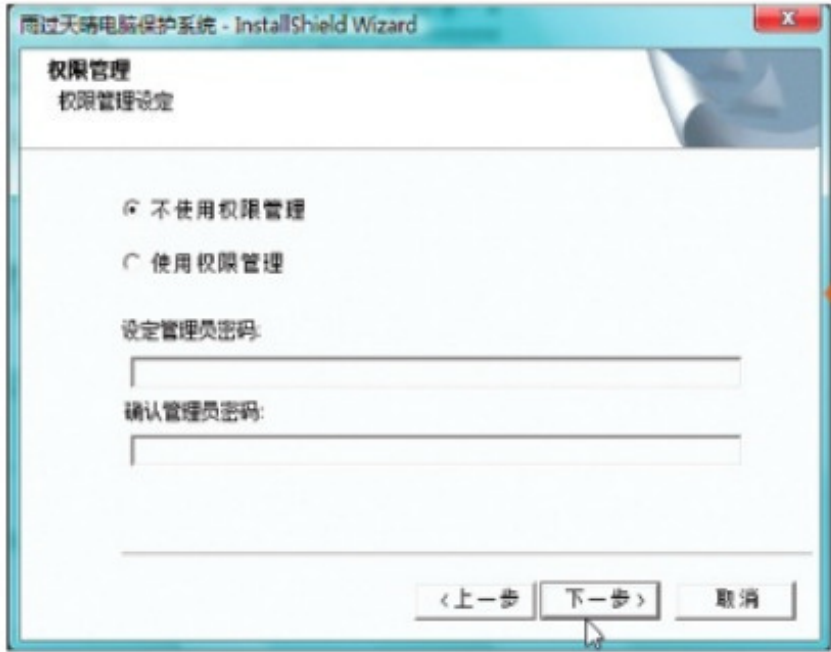 雨过天晴电脑保护系统 - InstallShield Wizard
权限管理
权限管理设定
不使用权限管理
使用权限管理
设定管理员密码:
确认管理员密码:
<上一步
下一步>
取消